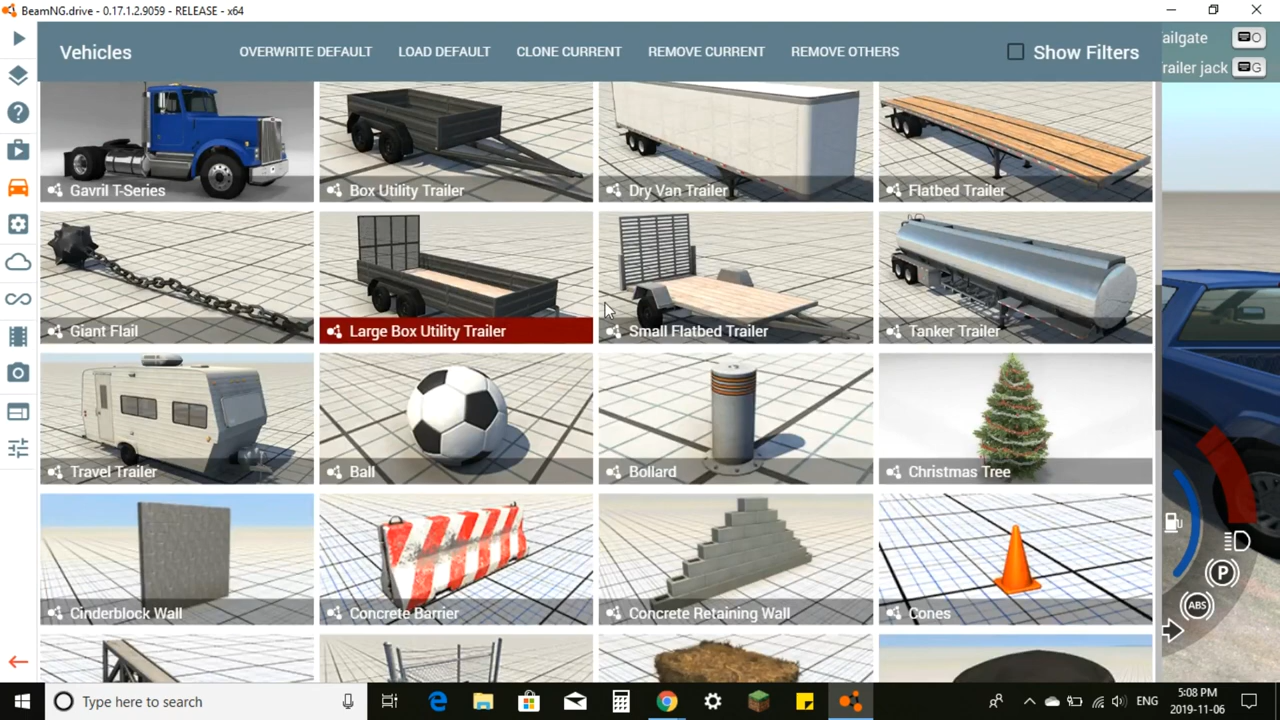 BeamNG.drive - 0.17.1.2.9059 - RELEASE - x64
Vehicles
OVERWRITE DEFAULT
LOAD DEFAULT
CLONE CURRENT
REMOVE CURRENT
REMOVE OTHERS
Show Filters
ailgate
O
railer jack
G
Gavril T-Series
Box Utility Trailer
Dry Van Trailer
Flatbed Trailer
Giant Flail
Large Box Utility Trailer
Small Flatbed Trailer
Tanker Trailer
Travel Trailer
Ball
Bollard
Christmas Tree
Cinderblock Wall
Concrete Barrier
Concrete Retaining Wall
Cones
P
ABS
Type here to search
ENG
5:08 PM
2019-11-06